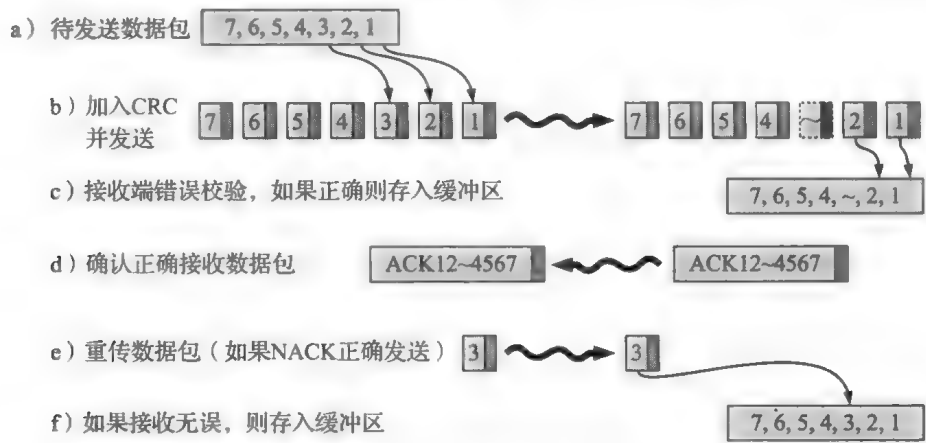 a）待发送数据包 7, 6, 5, 4, 3, 2, 1
b）加入CRC 7 6 5 4 3 2 1 7 6 5 4 ~ 2 1
并发送
c）接收端错误校验，如果正确则存入缓冲区 7, 6, 5, 4, ~, 2, 1
d）确认正确接收数据包 ACK12~4567 ACK12~4567
e）重传数据包（如果NACK正确发送） 3 3
f）如果接收无误，则存入缓冲区 7, 6, 5, 4, 3, 2, 1